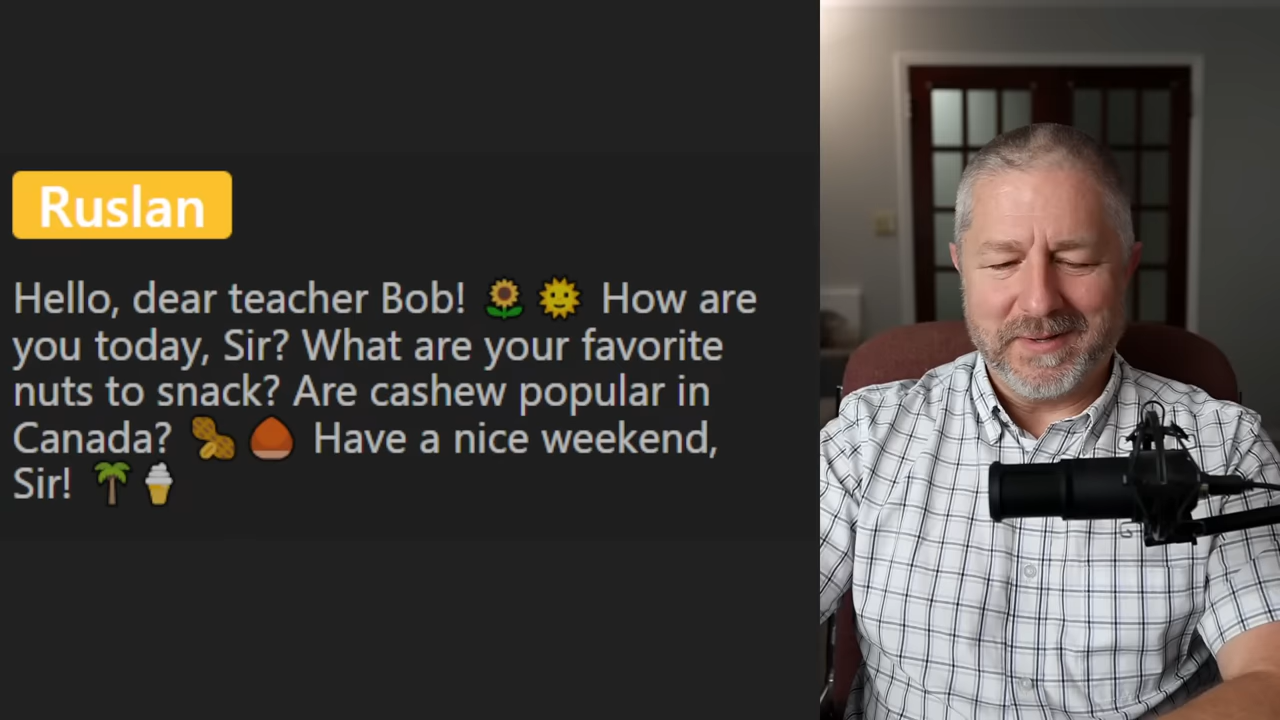 Ruslan
Hello, dear teacher Bob! 🌻🌞 How are
you today, Sir? What are your favorite
nuts to snack? Are cashew popular in
Canada? 🥜🌰 Have a nice weekend,
Sir! 🌴🍦